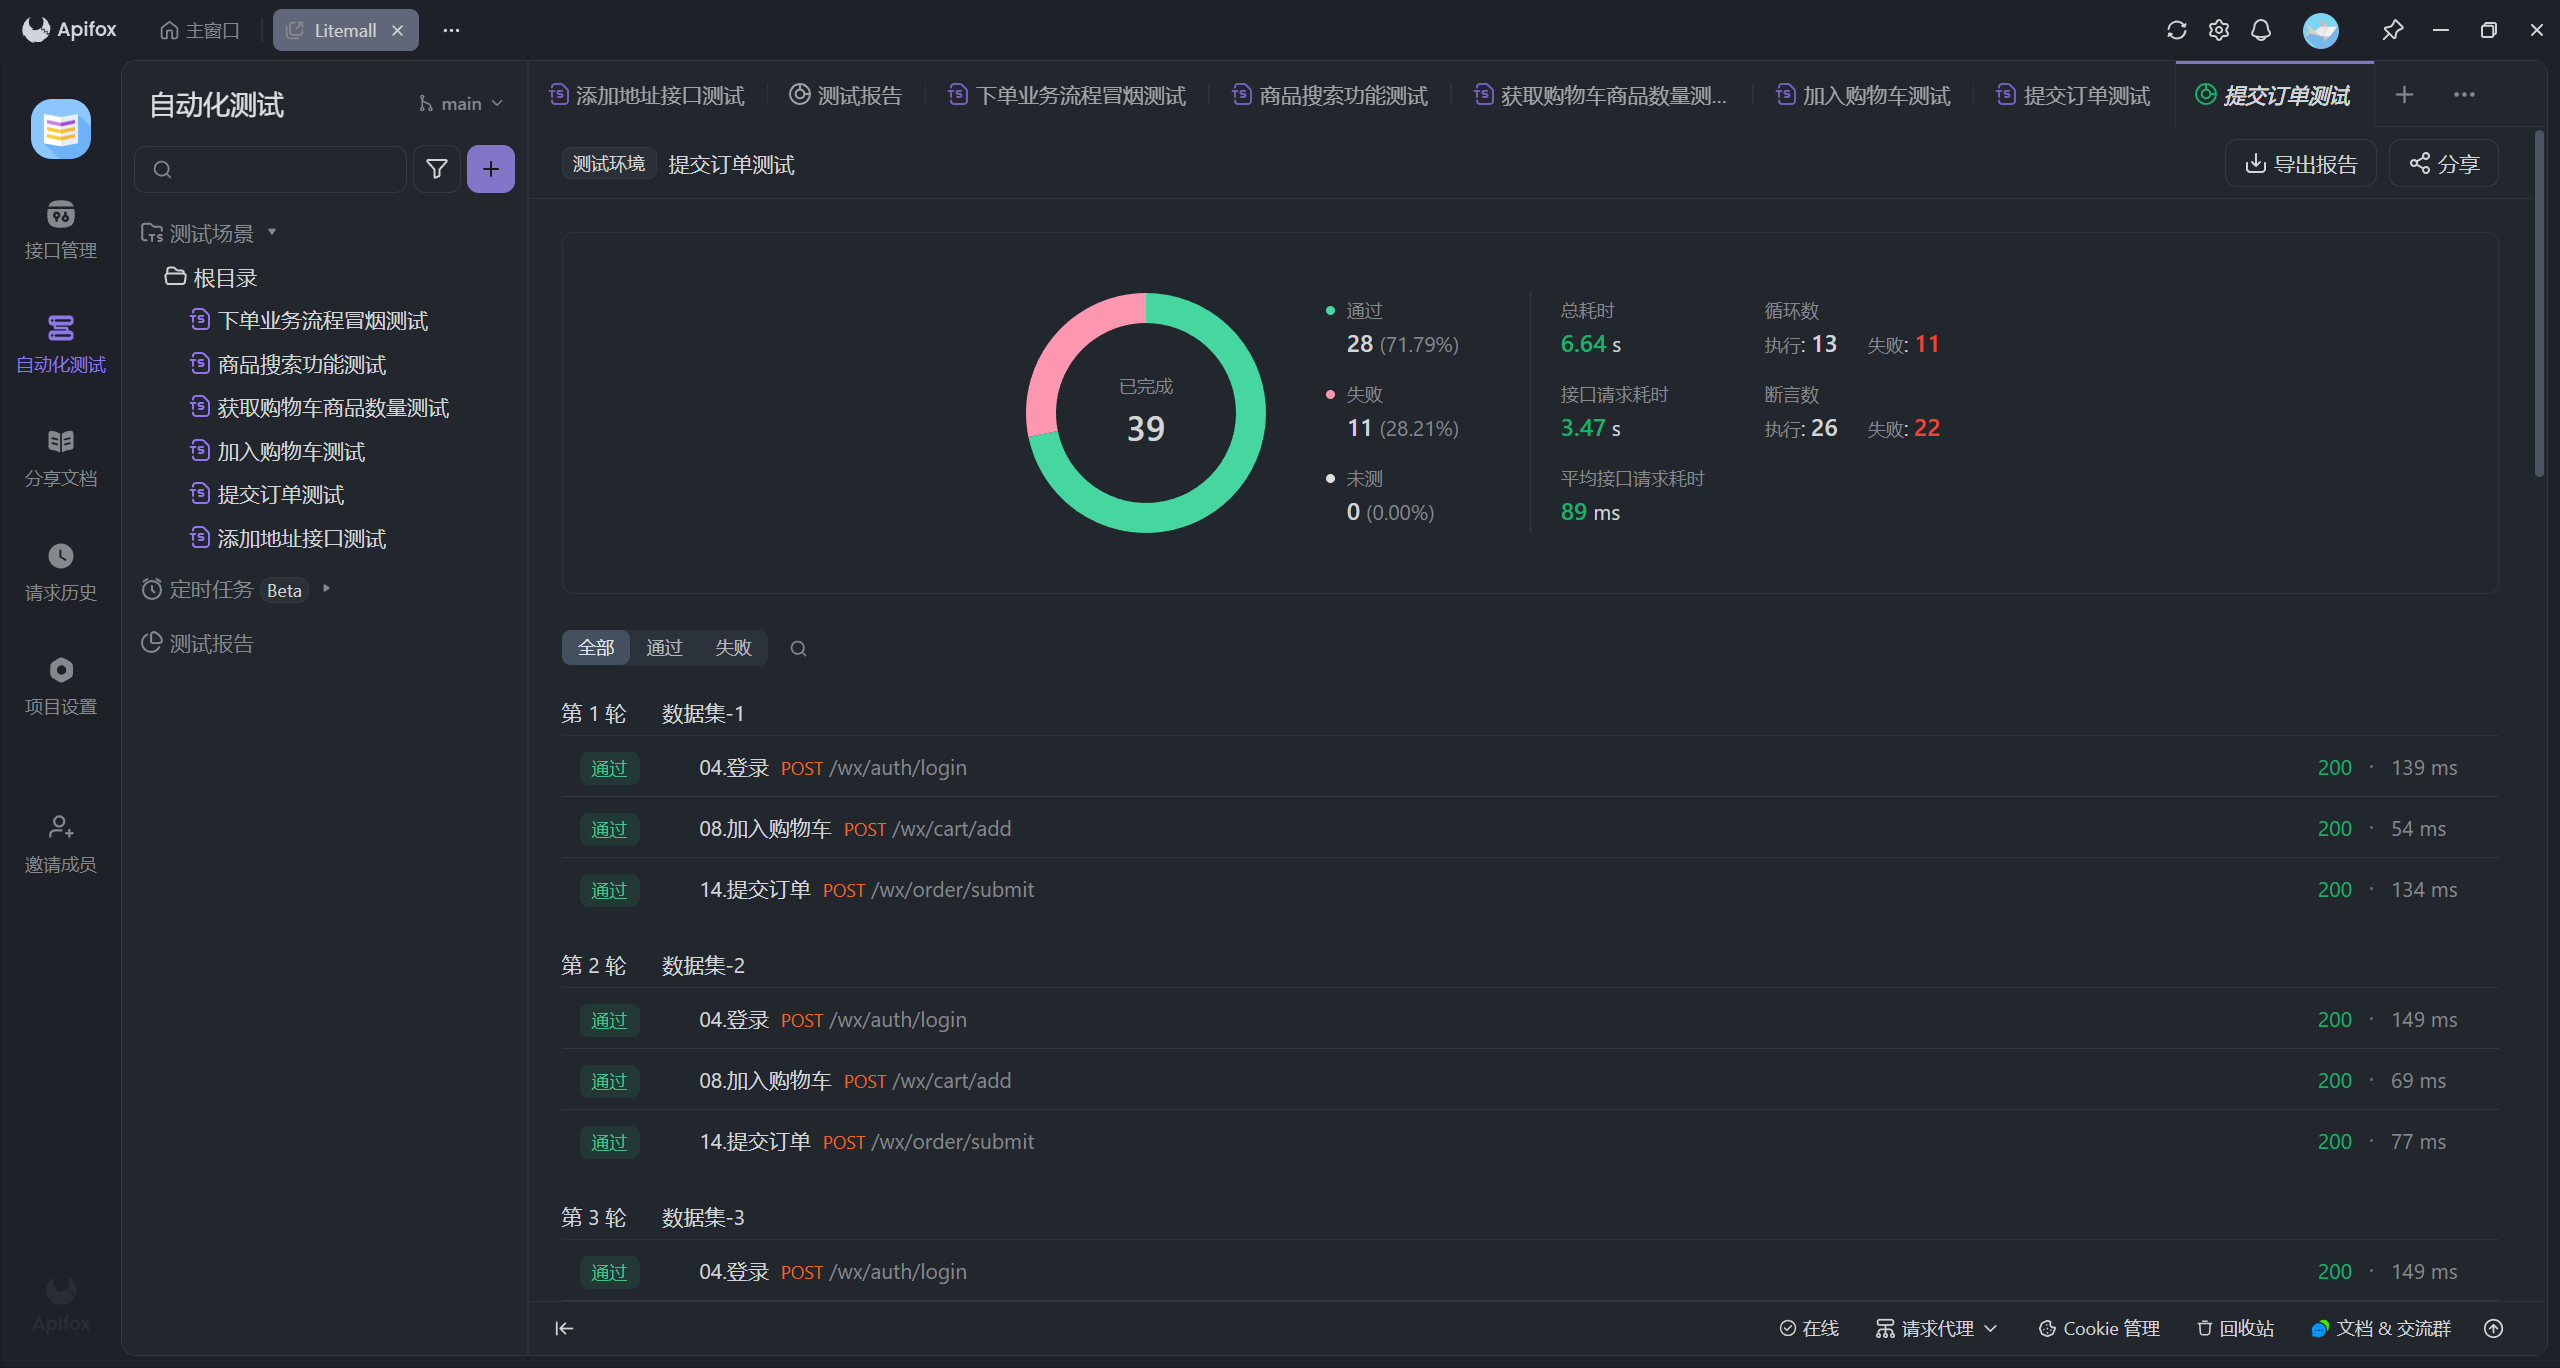 Apifox
主窗口
Litemall
自动化测试
main
接口管理
自动化测试
分享文档
请求历史
项目设置
邀请成员
Apifox
测试场景
根目录
下单业务流程冒烟测试
商品搜索功能测试
获取购物车商品数量测试
加入购物车测试
提交订单测试
添加地址接口测试
定时任务 Beta
测试报告
添加地址接口测试
测试报告
下单业务流程冒烟测试
商品搜索功能测试
获取购物车商品数量测...
加入购物车测试
提交订单测试
提交订单测试
测试环境 提交订单测试
导出报告
分享
已完成
39
通过
28 (71.79%)
失败
11 (28.21%)
未测
0 (0.00%)
总耗时
6.64 s
接口请求耗时
3.47 s
平均接口请求耗时
89 ms
循环数
执行: 13 失败: 11
断言数
执行: 26 失败: 22
全部 通过 失败
第 1 轮 数据集-1
通过 04.登录 POST /wx/auth/login 200 · 139 ms
通过 08.加入购物车 POST /wx/cart/add 200 · 54 ms
通过 14.提交订单 POST /wx/order/submit 200 · 134 ms
第 2 轮 数据集-2
通过 04.登录 POST /wx/auth/login 200 · 149 ms
通过 08.加入购物车 POST /wx/cart/add 200 · 69 ms
通过 14.提交订单 POST /wx/order/submit 200 · 77 ms
第 3 轮 数据集-3
通过 04.登录 POST /wx/auth/login 200 · 149 ms
在线 请求代理 Cookie 管理 回收站 文档 & 交流群